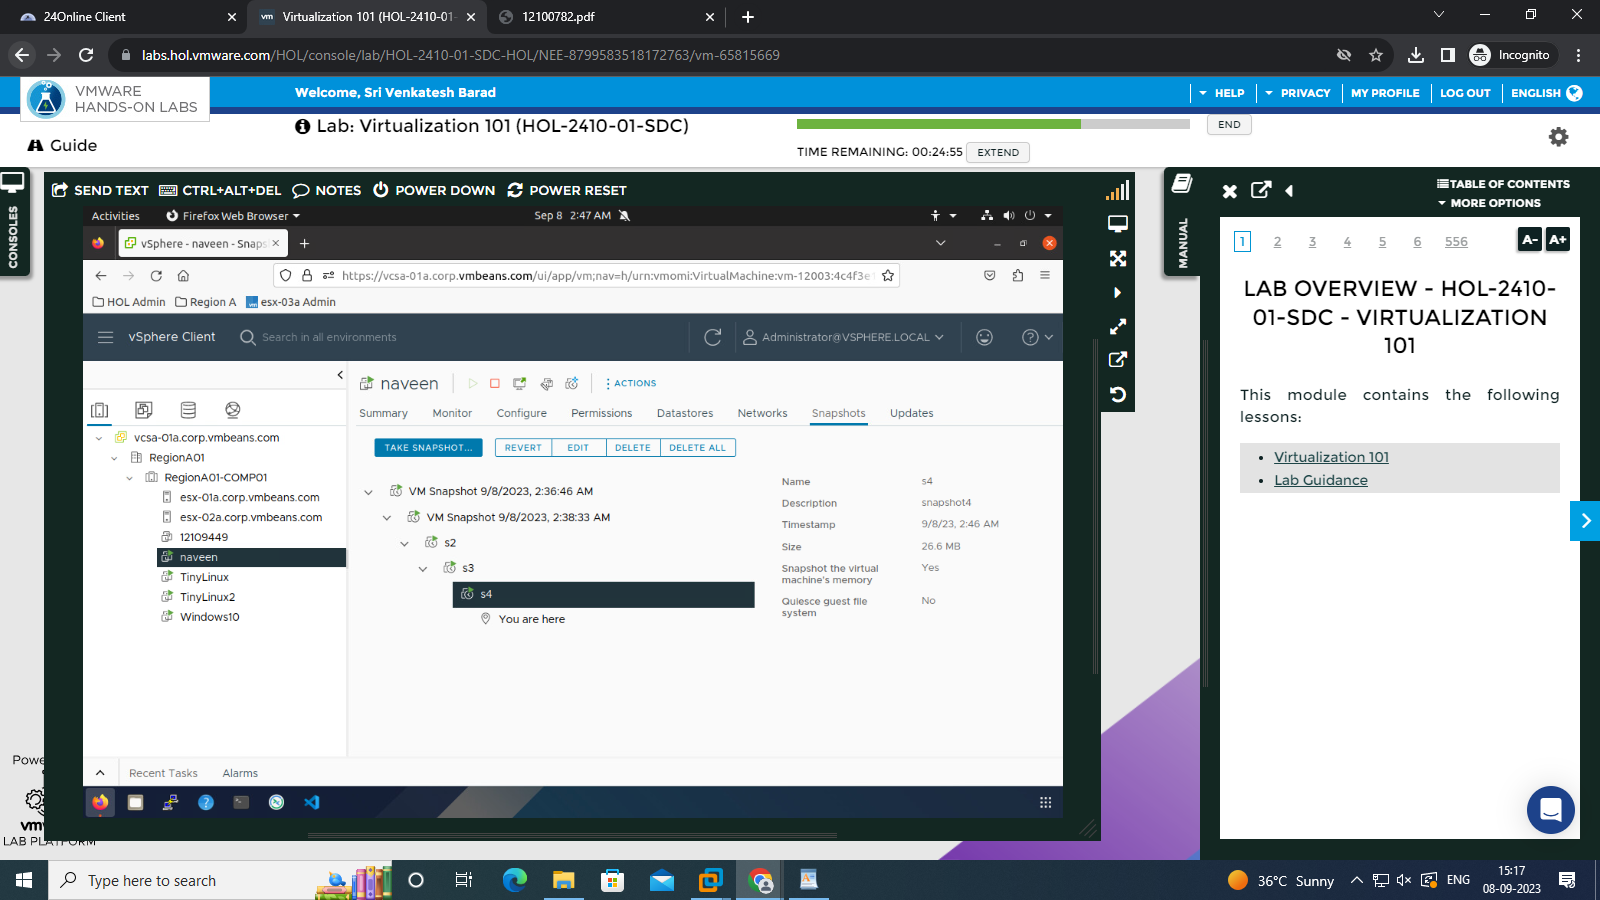 24Online Client
Virtualization 101 (HOL-2410-01-
12100782.pdf
labs.hol.vmware.com/HOL/console/lab/HOL-2410-01-SDC-HOL/NEE-8799583518172763/vm-65815669
Incognito
VMWARE
HANDS-ON LABS
Welcome, Sri Venkatesh Barad
HELP
PRIVACY
MY PROFILE
LOG OUT
ENGLISH
Lab: Virtualization 101 (HOL-2410-01-SDC)
END
Guide
TIME REMAINING: 00:24:55
EXTEND
CONSOLES
SEND TEXT
CTRL+ALT+DEL
NOTES
POWER DOWN
POWER RESET
Activities
Firefox Web Browser
Sep 8 2:47 AM
vSphere - naveen - Snaps
https://vcsa-01a.corp.vmbeans.com/ui/app/vm;nav=h/urn:vmomi:VirtualMachine:vm-12003:4c4f3e
HOL Admin
Region A
esx-03a Admin
vSphere Client
Search in all environments
Administrator@VSPHERE.LOCAL
naveen
ACTIONS
Summary
Monitor
Configure
Permissions
Datastores
Networks
Snapshots
Updates
vcsa-01a.corp.vmbeans.com
RegionA01
RegionA01-COMP01
esx-01a.corp.vmbeans.com
esx-02a.corp.vmbeans.com
12109449
naveen
TinyLinux
TinyLinux2
Windows10
TAKE SNAPSHOT...
REVERT
EDIT
DELETE
DELETE ALL
VM Snapshot 9/8/2023, 2:36:46 AM
VM Snapshot 9/8/2023, 2:38:33 AM
s2
s3
s4
You are here
Name s4
Description snapshot4
Timestamp 9/8/23, 2:46 AM
Size 26.6 MB
Snapshot the virtual machine's memory Yes
Quiesce guest file system No
Recent Tasks
Alarms
MANUAL
TABLE OF CONTENTS
MORE OPTIONS
1 2 3 4 5 6 556
A- A+
LAB OVERVIEW - HOL-2410-
01-SDC - VIRTUALIZATION
101
This module contains the following
lessons:
• Virtualization 101
• Lab Guidance
Powe
vmv
LAB PLATFORM
Type here to search
36°C Sunny
ENG
15:17
08-09-2023